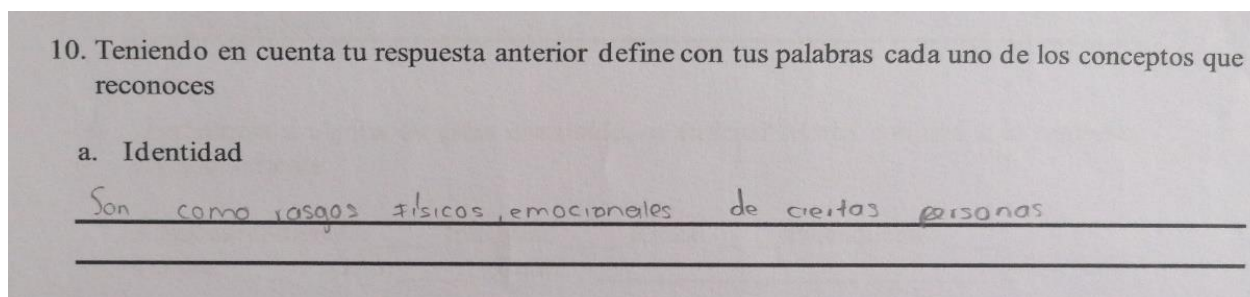 10. Teniendo en cuenta tu respuesta anterior define con tus palabras cada uno de los conceptos que
reconoces
a. Identidad
Son como rasgos físicos, emocionales de ciertas personas